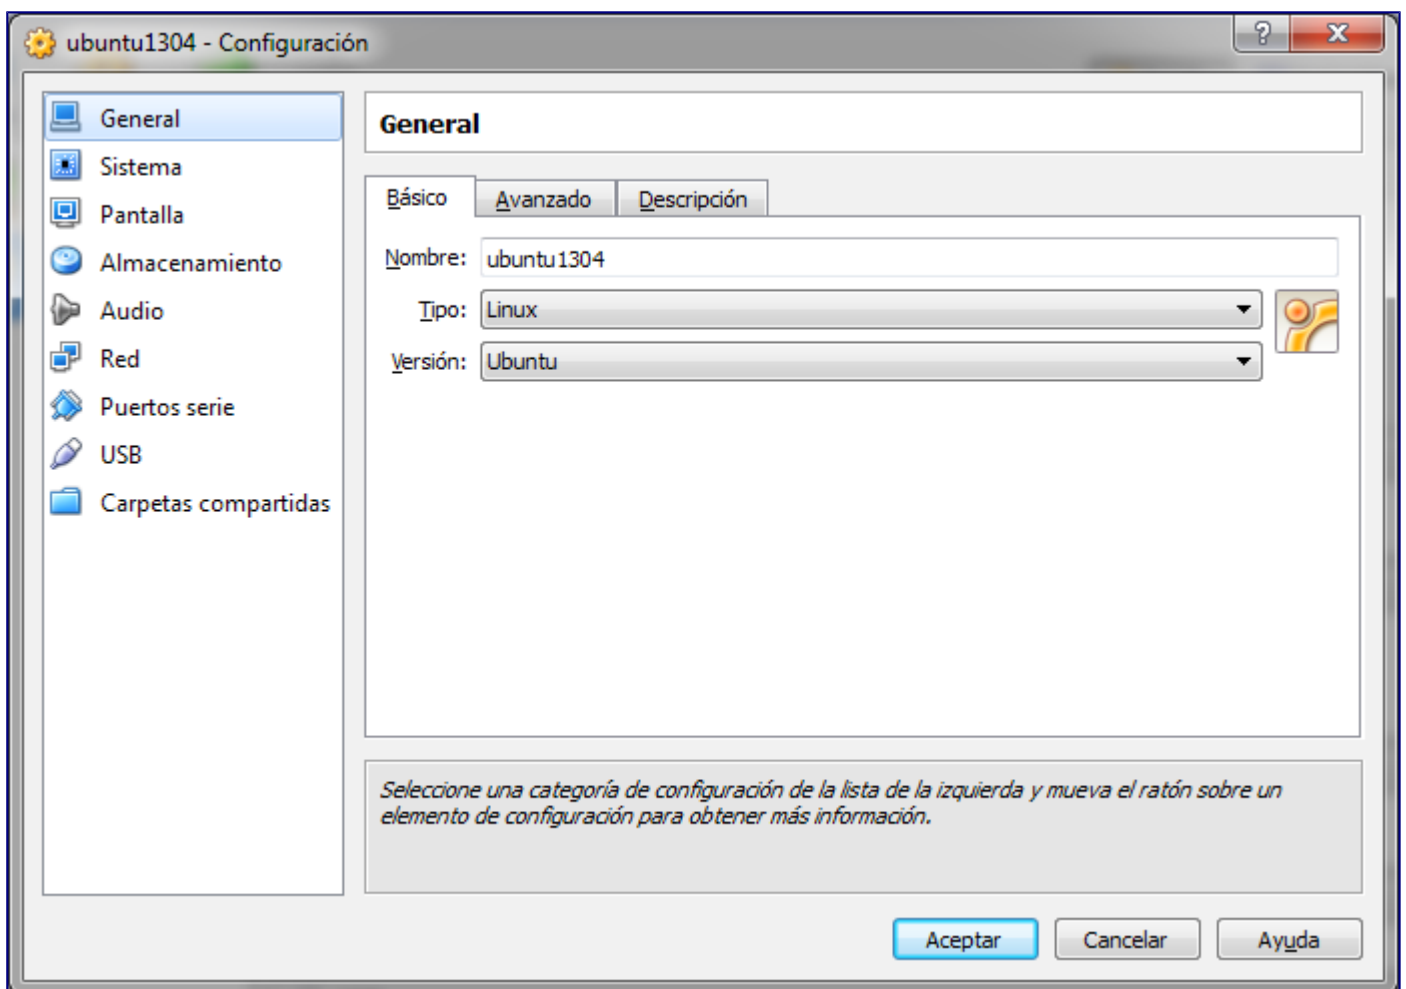 ubuntu1304 - Configuración
General
Sistema
Pantalla
Almacenamiento
Audio
Red
Puertos serie
USB
Carpetas compartidas
General
Básico
Avanzado
Descripción
Nombre: ubuntu1304
Tipo: Linux
Versión: Ubuntu
Seleccione una categoría de configuración de la lista de la izquierda y mueva el ratón sobre un
elemento de configuración para obtener más información.
Aceptar
Cancelar
Ayuda